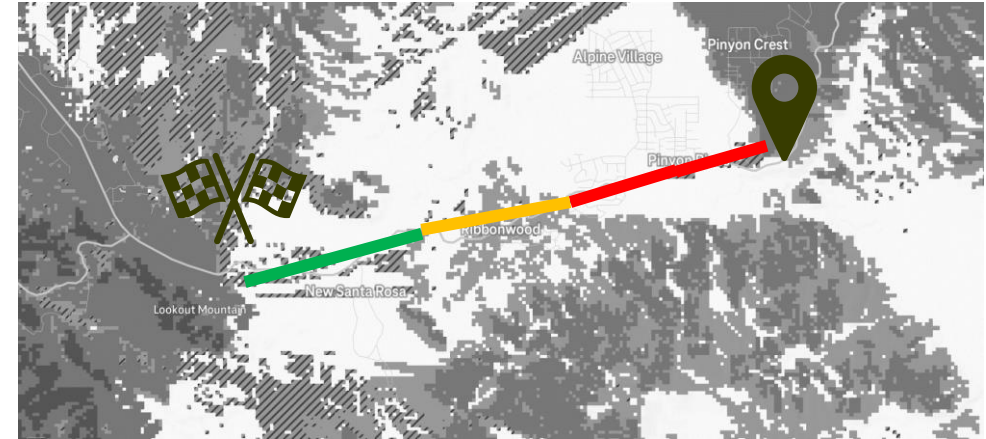 Pinyon Crest
Alpine Village
Pinyon
Ribbonwood
New Santa Rosa
Lookout Mountain